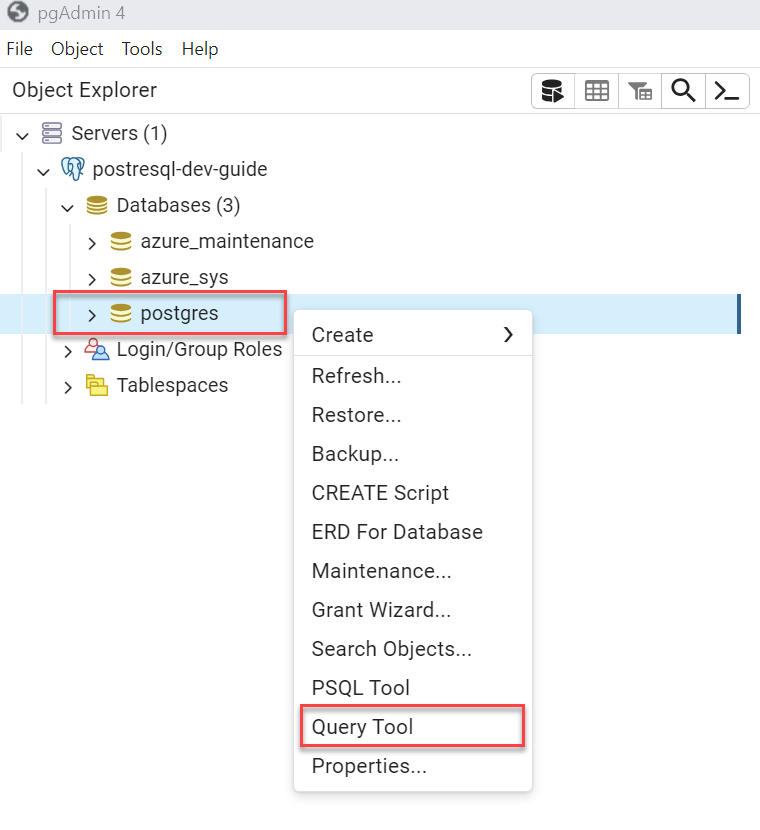 pgAdmin 4
File Object Tools Help
Object Explorer
Servers (1)
postresql-dev-guide
Databases (3)
azure_maintenance
azure_sys
postgres
Login/Group Roles
Tablespaces
Create
Refresh...
Restore...
Backup...
CREATE Script
ERD For Database
Maintenance...
Grant Wizard...
Search Objects...
PSQL Tool
Query Tool
Properties...